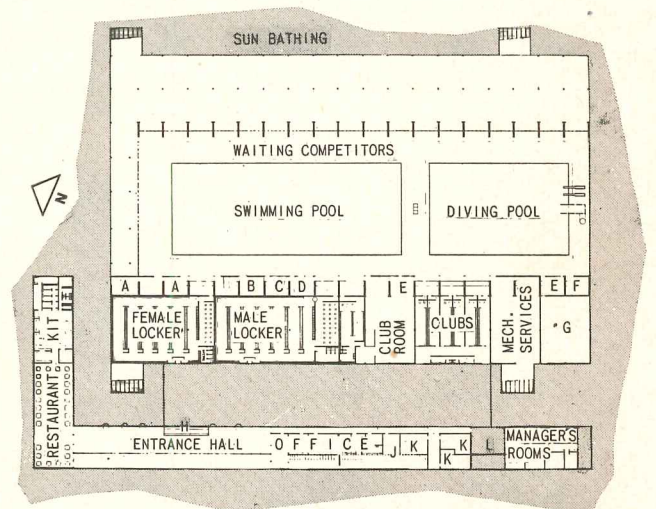 SUN BATHING
WAITING COMPETITORS
N
SWIMMING POOL
DIVING POOL
A A B C D E E F
FEMALE LOCKER
MALE LOCKER
CLUB ROOM
CLUBS
MECH. SERVICES
G
KIT
RESTAURANT
H
ENTRANCE HALL
OFFICE
J K K K L
MANAGER'S
ROOMS